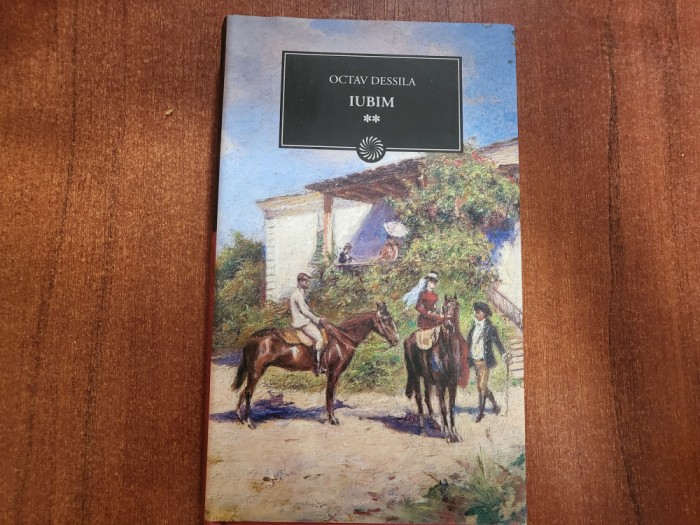 OCTAV DESSILA
IUBIM
**